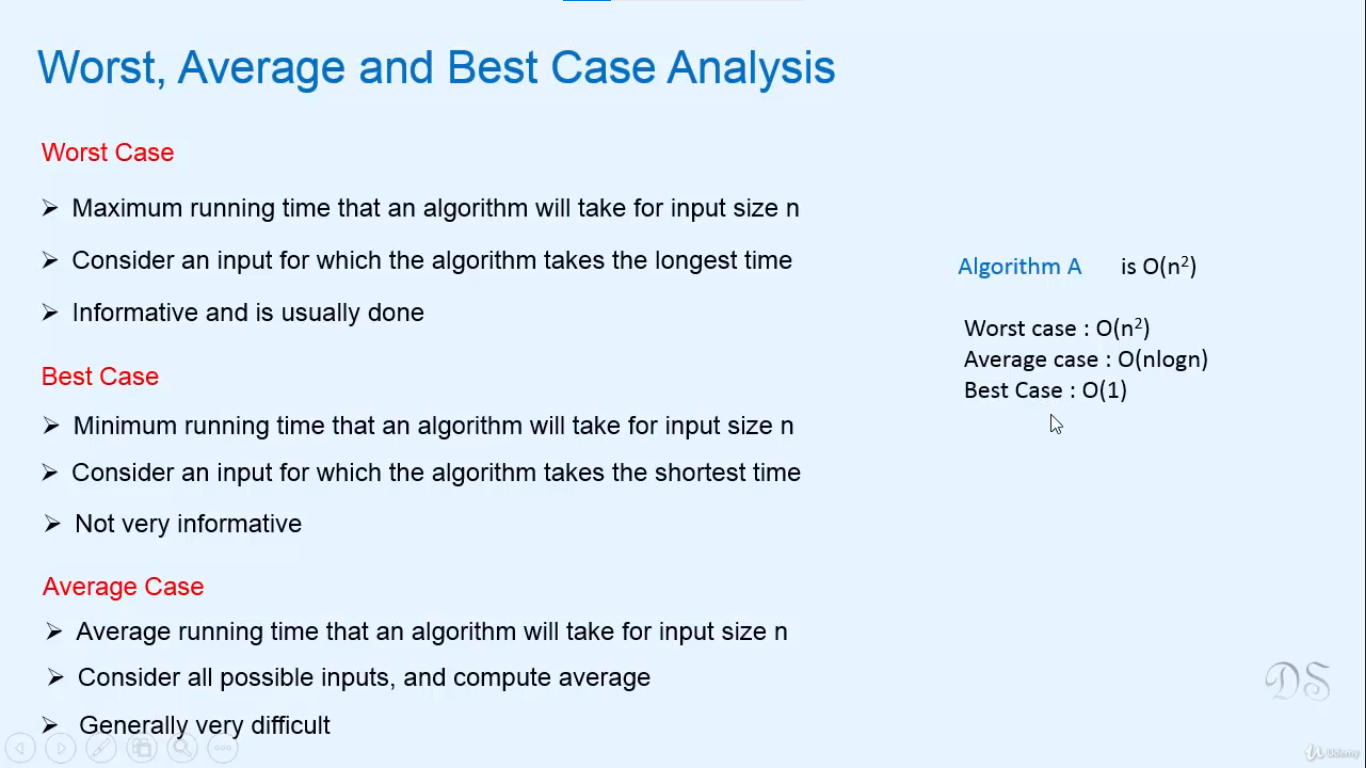 Worst, Average and Best Case Analysis
Worst Case
➢ Maximum running time that an algorithm will take for input size n
➢ Consider an input for which the algorithm takes the longest time
➢ Informative and is usually done
Best Case
➢ Minimum running time that an algorithm will take for input size n
➢ Consider an input for which the algorithm takes the shortest time
➢ Not very informative
Average Case
➢ Average running time that an algorithm will take for input size n
➢ Consider all possible inputs, and compute average
➢ Generally very difficult
Algorithm A is O(n²)
Worst case : O(n²)
Average case : O(nlogn)
Best Case : O(1)
DS
Udemy